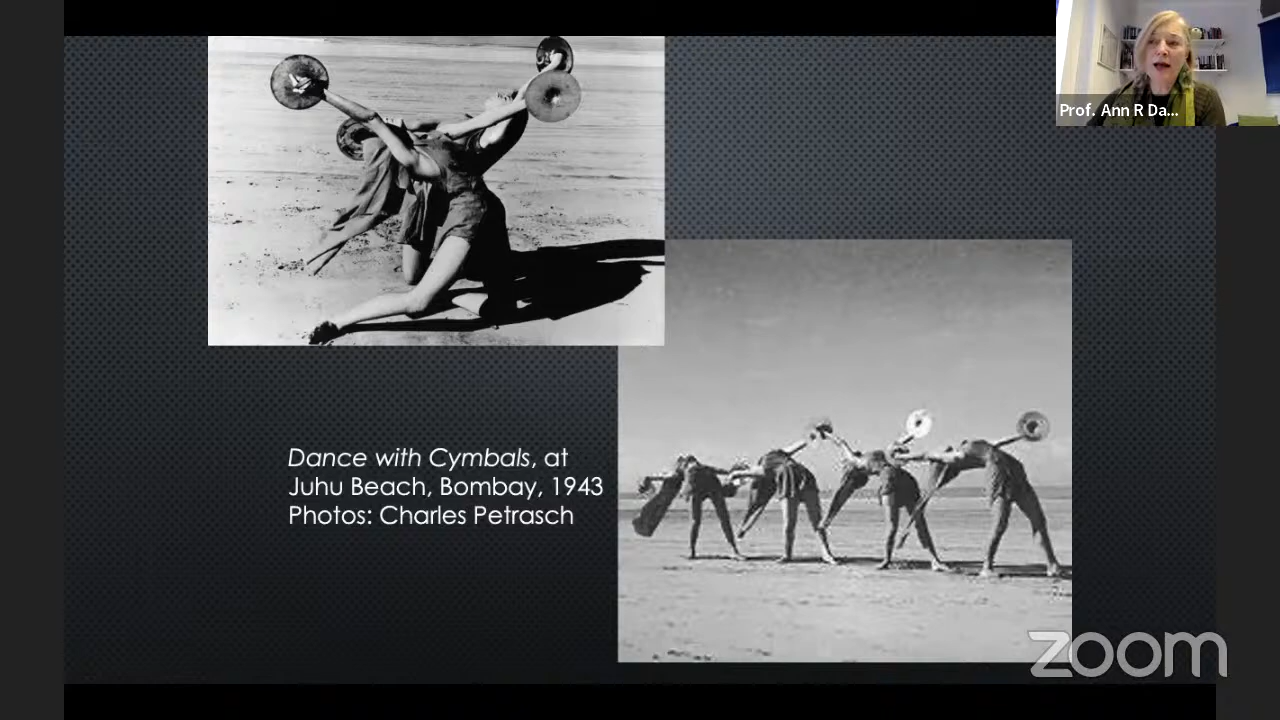 Prof. Ann R Da...
Dance with Cymbals, at
Juhu Beach, Bombay, 1943
Photos: Charles Petrasch
zoom